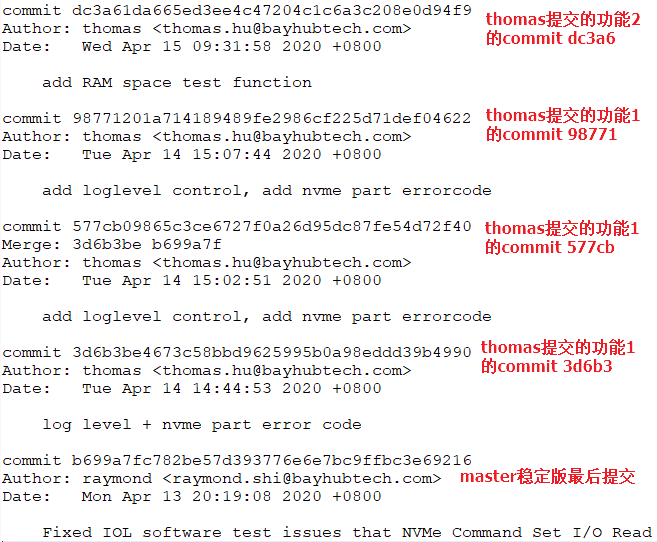 commit dc3a61da665ed3ee4c47204c1c6a3c208e0d94f9
thomas提交的功能2
的commit dc3a6
Author: thomas <thomas.hu@bayhubtech.com>
Date:   Wed Apr 15 09:31:58 2020 +0800
add RAM space test function
commit 98771201a714189489fe2986cf225d71def04622
thomas提交的功能1
的commit 98771
Author: thomas <thomas.hu@bayhubtech.com>
Date:   Tue Apr 14 15:07:44 2020 +0800
add loglevel control, add nvme part errorcode
commit 577cb09865c3ce6727f0a26d95dc87fe54d72f40
thomas提交的功能1
的commit 577cb
Merge: 3d6b3be b699a7f
Author: thomas <thomas.hu@bayhubtech.com>
Date:   Tue Apr 14 15:02:51 2020 +0800
add loglevel control, add nvme part errorcode
commit 3d6b3be4673c58bbd9625995b0a98eddd39b4990
thomas提交的功能1
的commit 3d6b3
Author: thomas <thomas.hu@bayhubtech.com>
Date:   Tue Apr 14 14:44:53 2020 +0800
log level + nvme part error code
commit b699a7fc782be57d393776e6e7bc9ffbc3e69216
Author: raymond <raymond.shi@bayhubtech.com>
master稳定版最后提交
Date:   Mon Apr 13 20:19:08 2020 +0800
Fixed IOL software test issues that NVMe Command Set I/O Read